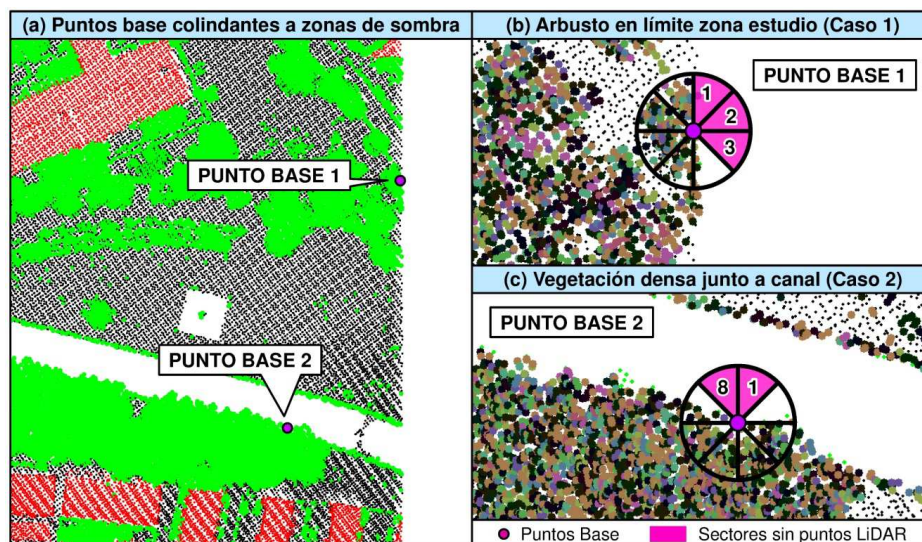 (a) Puntos base colindantes a zonas de sombra
PUNTO BASE 1
PUNTO BASE 2
(b) Arbusto en límite zona estudio (Caso 1)
PUNTO BASE 1
1
2
3
(c) Vegetación densa junto a canal (Caso 2)
PUNTO BASE 2
8 1
Puntos Base
Sectores sin puntos LiDAR